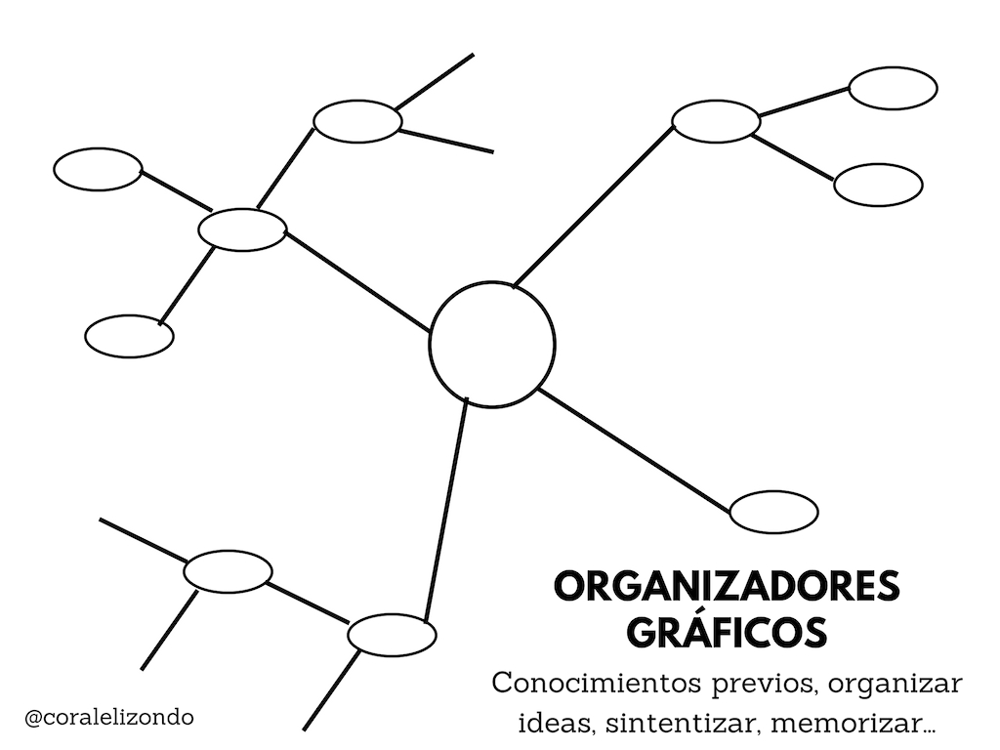 ORGANIZADORES
GRÁFICOS
Conocimientos previos, organizar
ideas, sintentizar, memorizar...
@coralelizondo